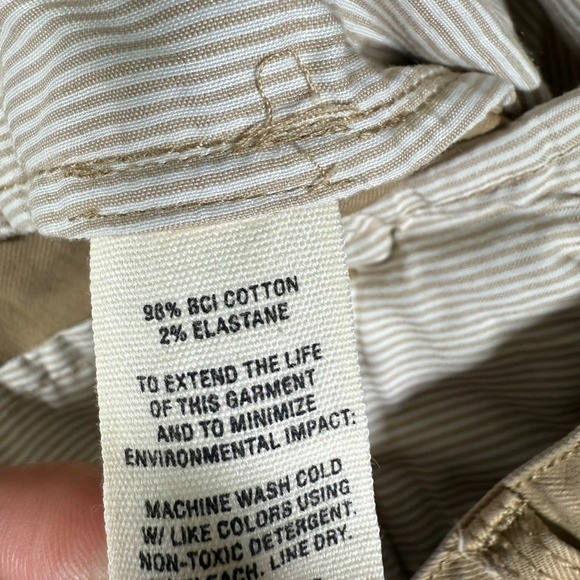 98% BCI COTTON
2% ELASTANE
TO EXTEND THE LIFE
OF THIS GARMENT
AND TO MINIMIZE
ENVIRONMENTAL IMPACT:
MACHINE WASH COLD
W/ LIKE COLORS USING
NON-TOXIC DETERGENT.
LINE DRY.